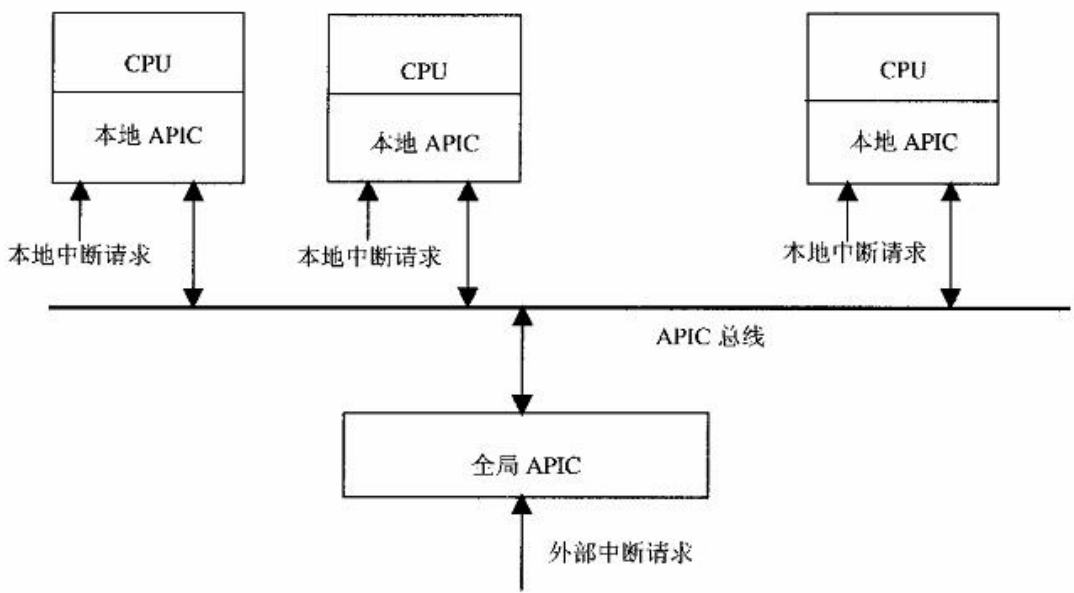 CPU
CPU
CPU
本地 APIC
本地 APIC
本地 APIC
本地中断请求
本地中断请求
本地中断请求
APIC 总线
全局 APIC
外部中断请求